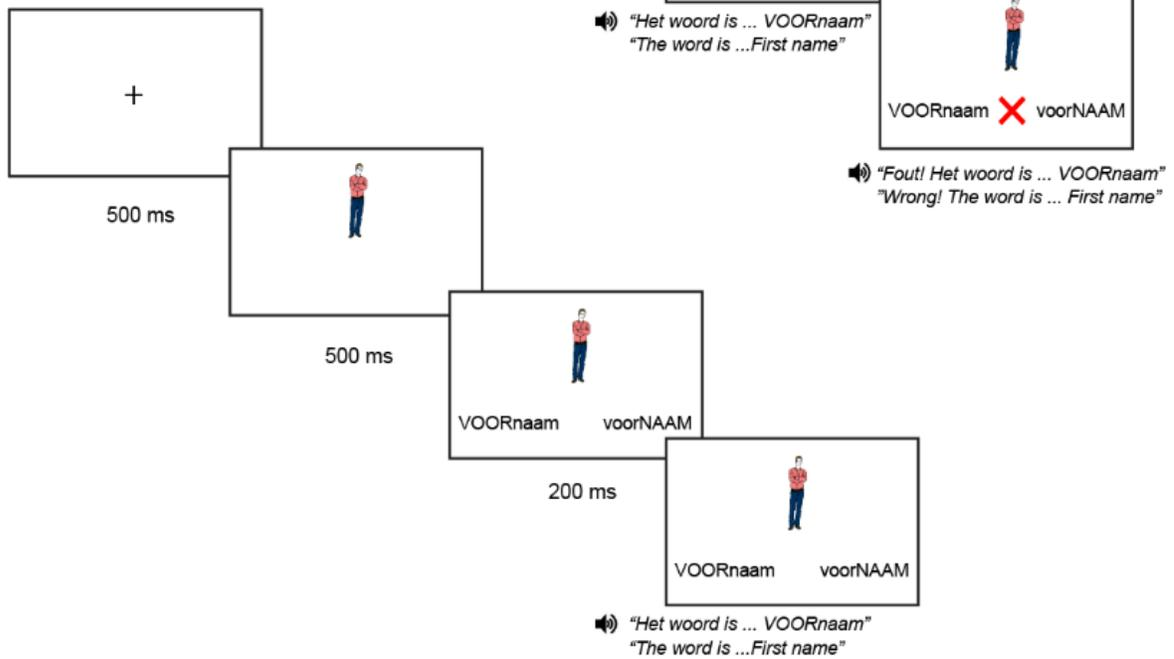 “Het woord is ... VOORnaam”
“The word is ...First name”
VOORnaam voorNAAM
“Fout! Het woord is ... VOORnaam”
”Wrong! The word is ... First name”
500 ms
500 ms
VOORnaam voorNAAM
200 ms
VOORnaam voorNAAM
“Het woord is ... VOORnaam”
“The word is ...First name”